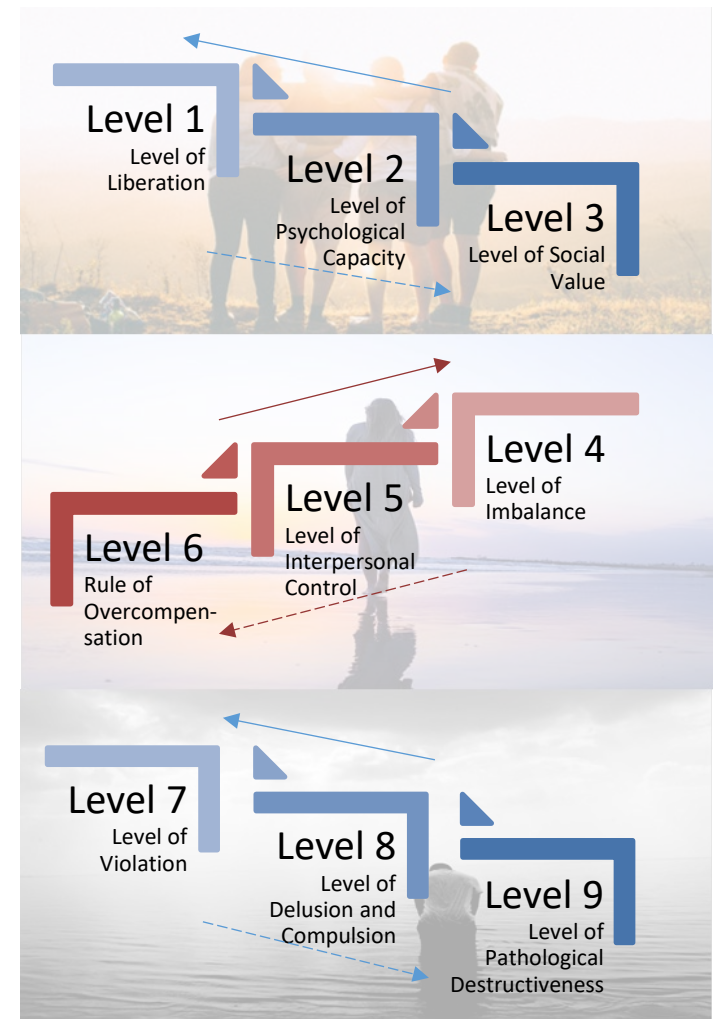 Level 1
Level of
Liberation
Level 2
Level of
Psychological
Capacity
Level 3
Level of Social
Value
Level 4
Level of
Imbalance
Level 5
Level of
Interpersonal
Control
Level 6
Rule of
Overcompen-
sation
Level 7
Level of
Violation
Level 8
Level of
Delusion and
Compulsion
Level 9
Level of
Pathological
Destructiveness